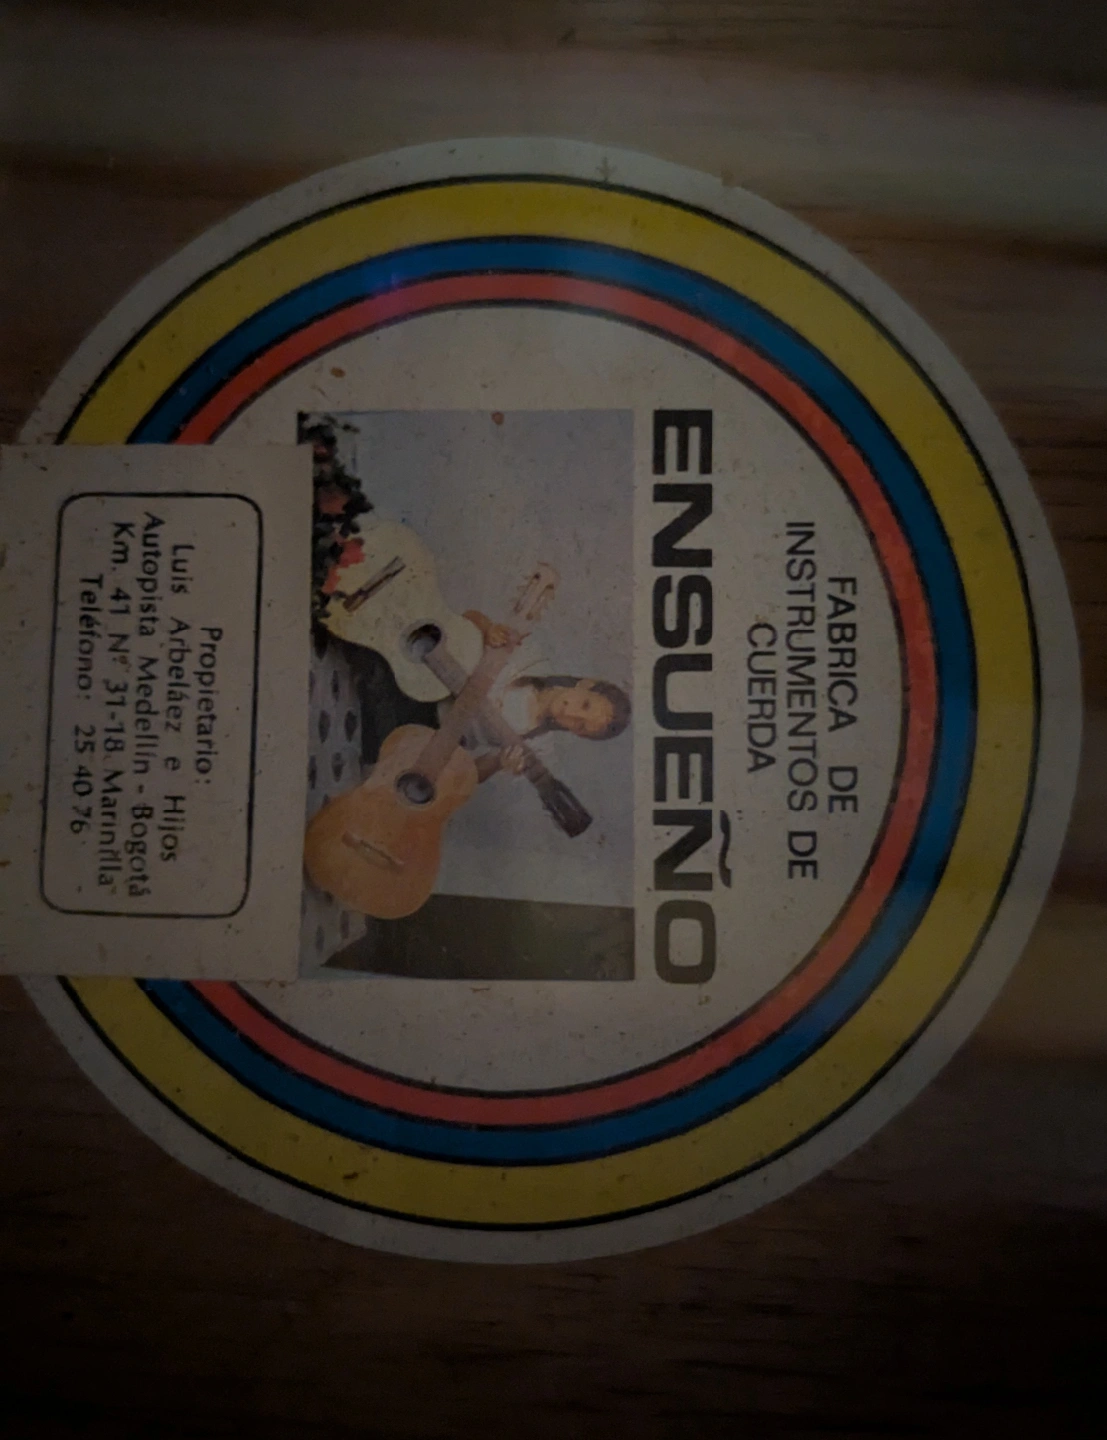 FABRICA DE
INSTRUMENTOS DE
CUERDA
ENSUEÑO
Propietario:
Luis Arbeláez e Hijos
Autopista Medellín - Bogotá
Km. 41 Nº 31-18 Marinilla
Teléfono: 25 40 76